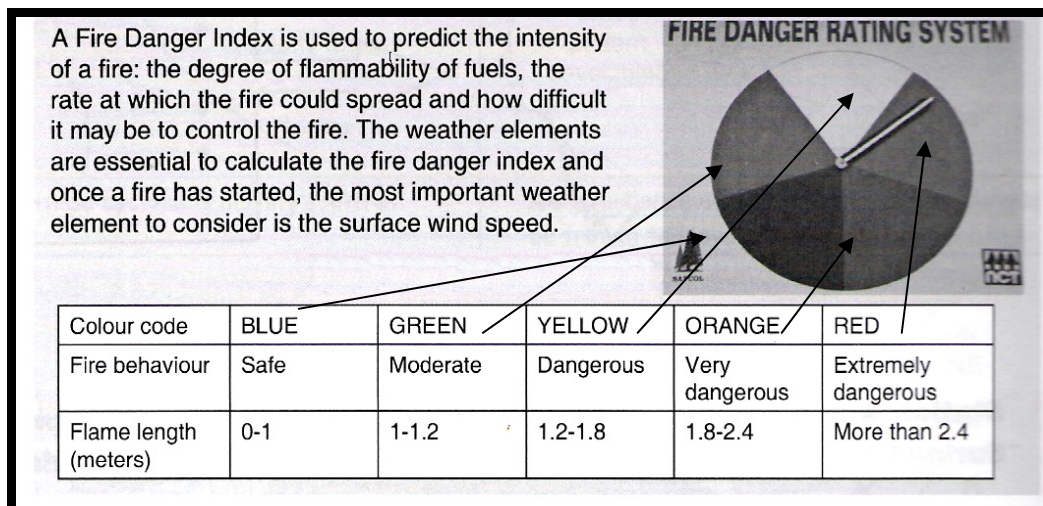 A Fire Danger Index is used to predict the intensity
of a fire: the degree of flammability of fuels, the
rate at which the fire could spread and how difficult
it may be to control the fire. The weather elements
are essential to calculate the fire danger index and
once a fire has started, the most important weather
element to consider is the surface wind speed.
FIRE DANGER RATING SYSTEM
SAFCOL
nCT
Colour code BLUE GREEN YELLOW ORANGE RED
Fire behaviour Safe Moderate Dangerous Very Extremely
dangerous dangerous
Flame length 0-1 1-1.2 1.2-1.8 1.8-2.4 More than 2.4
(meters)